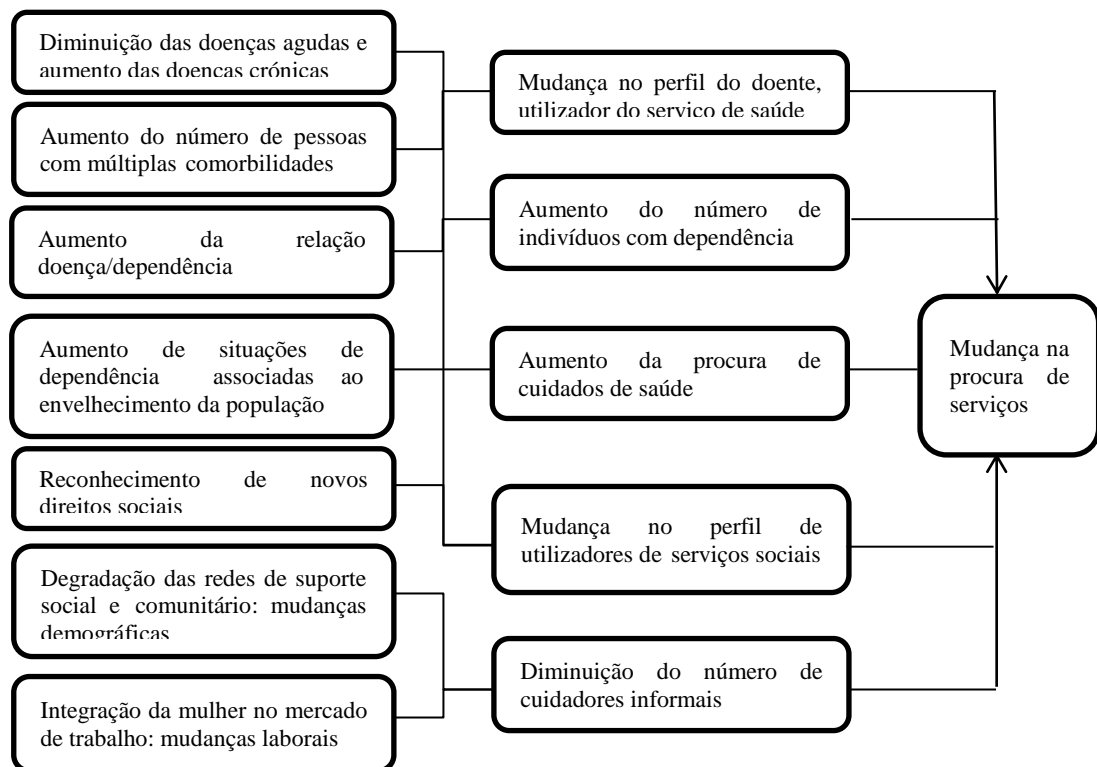 Diminuição das doenças agudas e
aumento das doenças crónicas
Aumento do número de pessoas
com múltiplas comorbilidades
Aumento da relação
doença/dependência
Aumento de situações de
dependência associadas ao
envelhecimento da população
Reconhecimento de novos
direitos sociais
Degradação das redes de suporte
social e comunitário: mudanças
demográficas
Integração da mulher no mercado
de trabalho: mudanças laborais
Mudança no perfil do doente,
utilizador do serviço de saúde
Aumento do número de
indivíduos com dependência
Aumento da procura de
cuidados de saúde
Mudança no perfil de
utilizadores de serviços sociais
Diminuição do número de
cuidadores informais
Mudança na
procura de
serviços